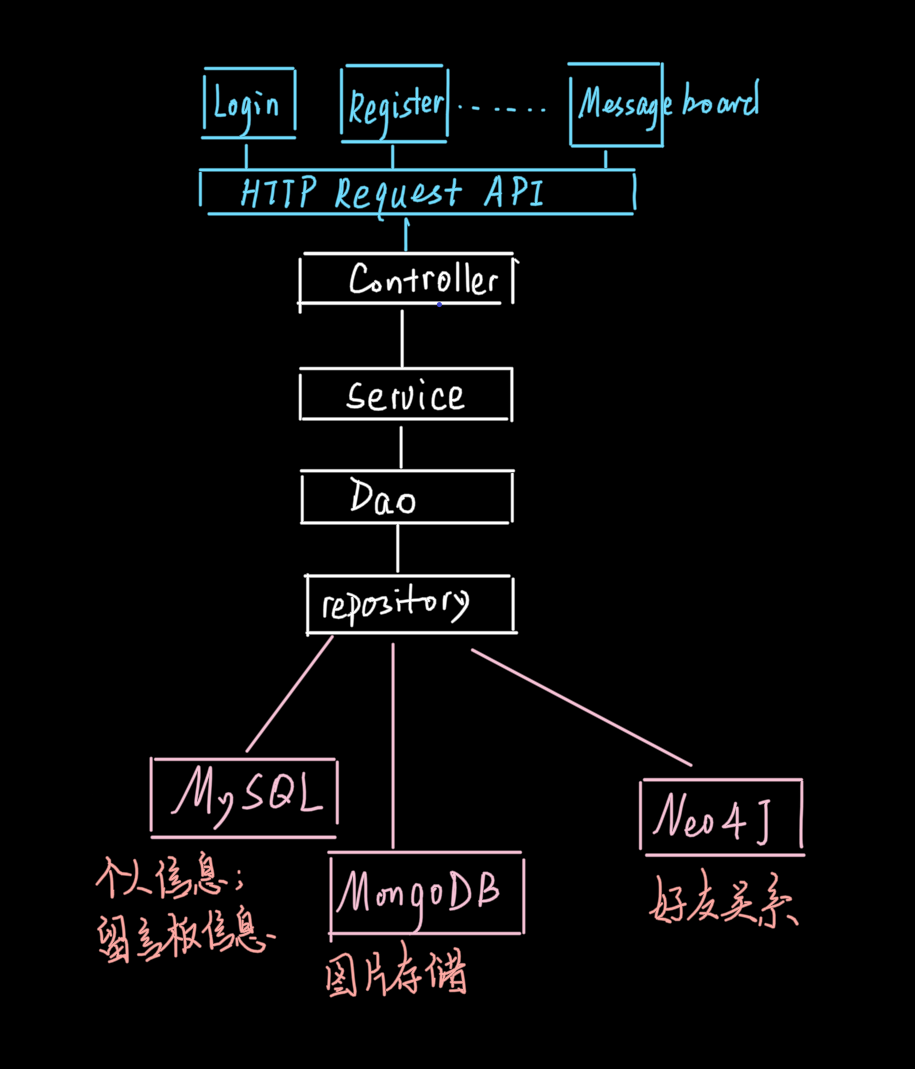 Login
Register
Message board
HTTP Request API
Controller
Service
Dao
repository
MySQL
Neo4J
个人信息;
留言板信息
MongoDB
好友关系
图片存储